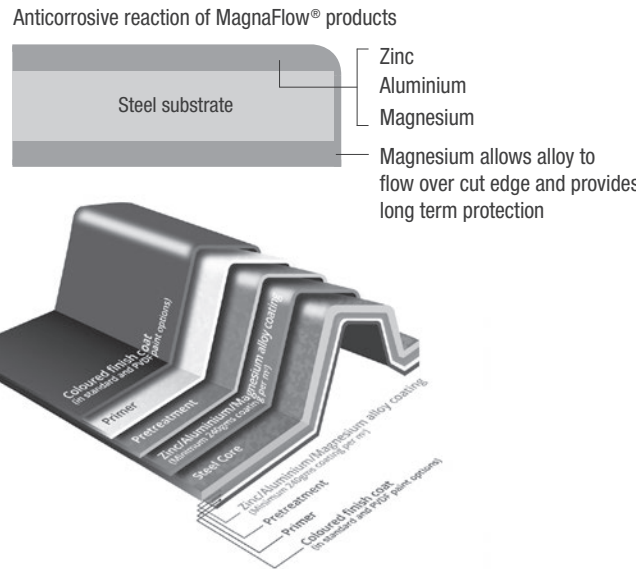 Anticorrosive reaction of MagnaFlow® products
Zinc
Aluminium
Magnesium
Steel substrate
Magnesium allows alloy to
flow over cut edge and provides
long term protection
Coloured finish coat
(in standard and PVDF paint options)
Primer
Pretreatment
Zinc/Aluminium/Magnesium alloy coating
(Minimum 240gms coating per m²)
Steel Core
Zinc/Aluminium/Magnesium alloy coating
(Minimum 240gms coating per m²)
Pretreatment
Primer
Coloured finish coat
(in standard and PVDF paint options)